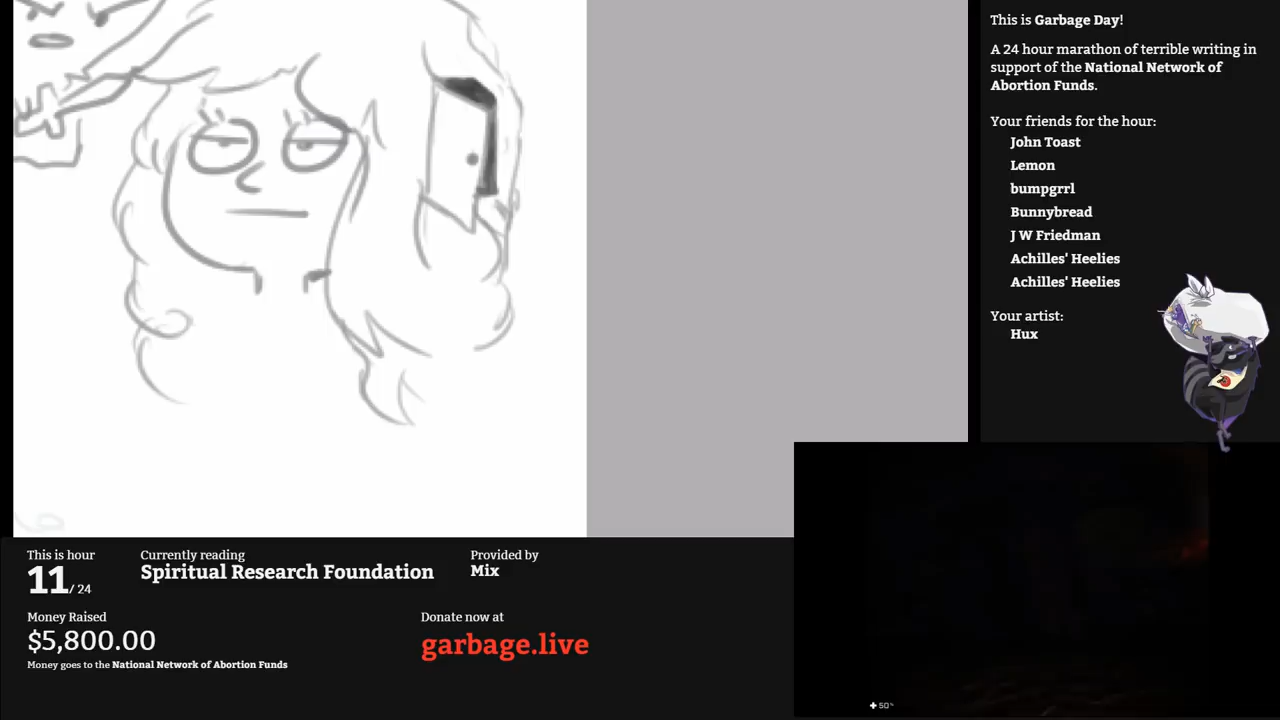 This is Garbage Day!
A 24 hour marathon of terrible writing in
support of the National Network of
Abortion Funds.
Your friends for the hour:
John Toast
Lemon
bumpgrrl
Bunnybread
J W Friedman
Achilles' Heelies
Achilles' Heelies
Your artist:
Hux
This is hour
11 / 24
Currently reading
Spiritual Research Foundation
Provided by
Mix
Money Raised
$5,800.00
Money goes to the National Network of Abortion Funds
Donate now at
garbage.live
50%